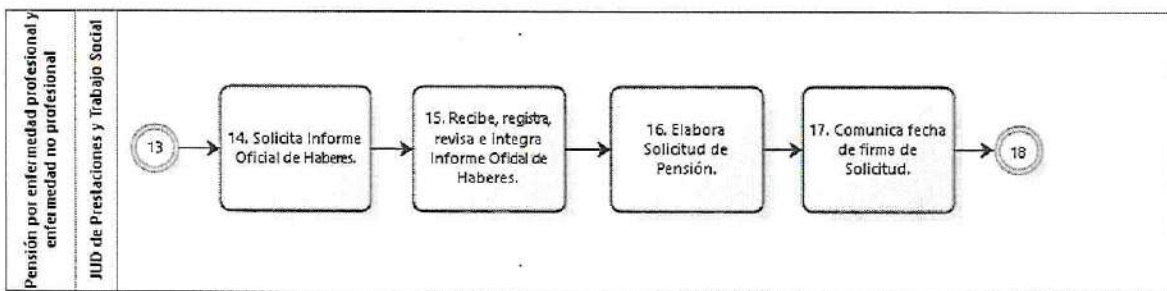 Pensión por enfermedad profesional y
enfermedad no profesional
JUD de Prestaciones y Trabajo Social
13
14. Solicita Informe
Oficial de Haberes.
15. Recibe, registra,
revisa e integra
Informe Oficial de
Haberes.
16. Elabora
Solicitud de
Pensión.
17. Comunica fecha
de firma de
Solicitud.
18